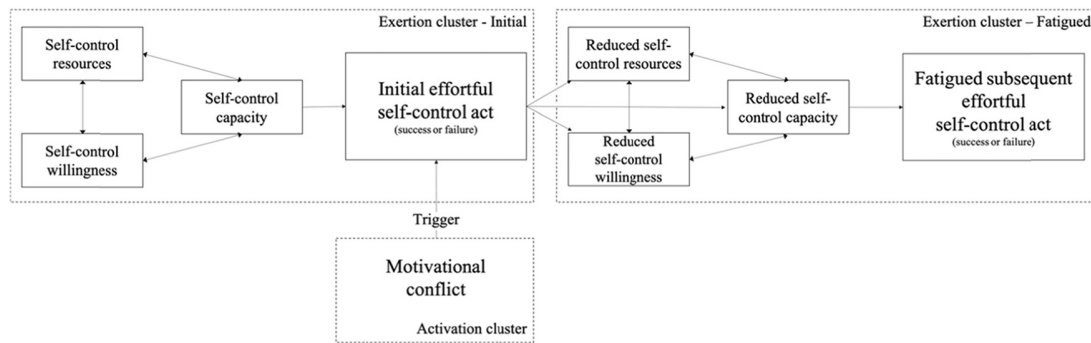 Exertion cluster - Initial
Self-control
resources
Self-control
capacity
Self-control
willingness
Initial effortful
self-control act
(success or failure)
Trigger
Motivational
conflict
Activation cluster
Exertion cluster – Fatigued
Reduced self-
control resources
Reduced self-
control capacity
Reduced
self-control
willingness
Fatigued subsequent
effortful
self-control act
(success or failure)